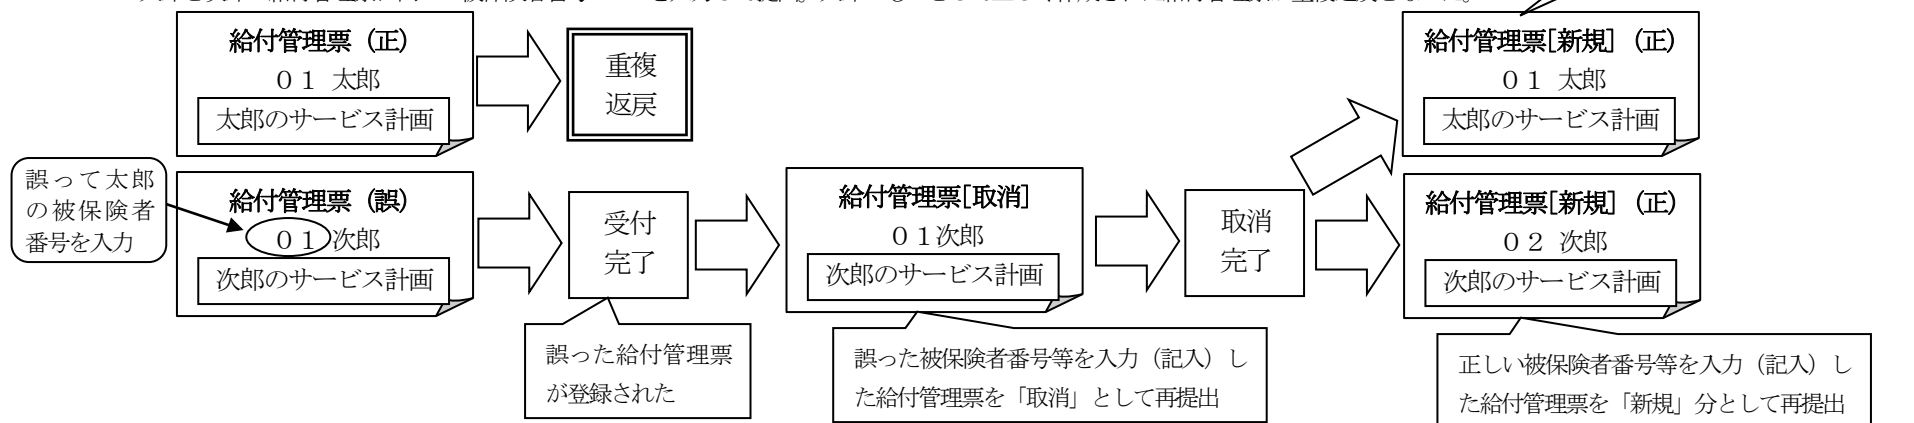 給付管理票（正）
０１ 太郎
太郎のサービス計画
重複
返戻
給付管理票[新規]（正）
０１ 太郎
太郎のサービス計画
誤って太郎
の被保険者
番号を入力
給付管理票（誤）
０１次郎
次郎のサービス計画
受付
完了
給付管理票[取消]
０１次郎
次郎のサービス計画
取消
完了
給付管理票[新規]（正）
０２ 次郎
次郎のサービス計画
誤った給付管理票
が登録された
誤った被保険者番号等を入力（記入）し
た給付管理票を「取消」として再提出
正しい被保険者番号等を入力（記入）し
た給付管理票を「新規」分として再提出